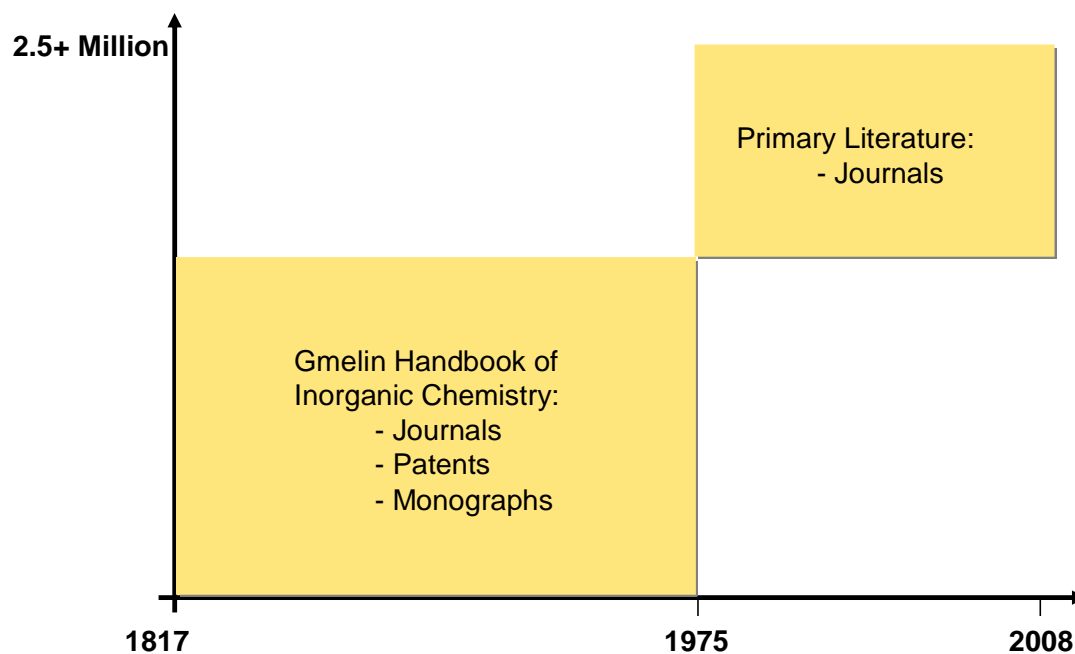 2.5+ Million
Primary Literature:
- Journals
Gmelin Handbook of
Inorganic Chemistry:
- Journals
- Patents
- Monographs
1817
1975
2008